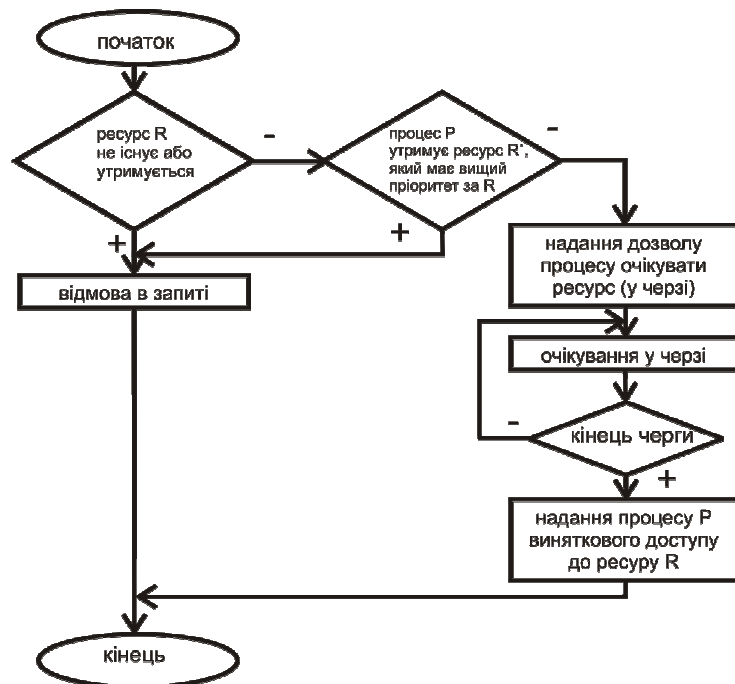 початок
ресурс R
не існує або
утримується
-
процес P
утримує ресурс R*,
який має вищий
пріоритет за R
-
+
+
відмова в запиті
надання дозволу
процесу очікувати
ресурс (у черзі)
очікування у черзі
-
кінець черги
+
надання процесу P
виняткового доступу
до ресуру R
кінець